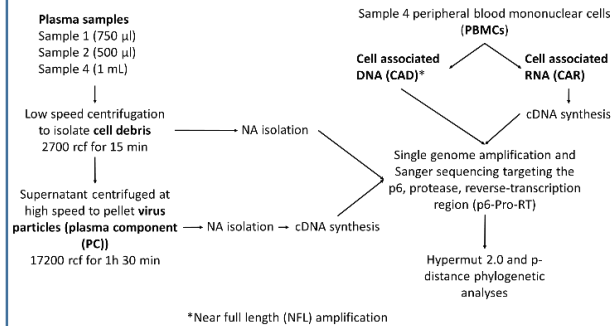 Plasma samples
Sample 1 (750 µl)
Sample 2 (500 µl)
Sample 4 (1 mL)
Low speed centrifugation
to isolate cell debris
2700 rcf for 15 min
NA isolation
Supernatant centrifuged at
high speed to pellet virus
particles (plasma component
(PC))
17200 rcf for 1h 30 min
NA isolation
cDNA synthesis
Sample 4 peripheral blood mononuclear cells
(PBMCs)
Cell associated
DNA (CAD)*
Cell associated
RNA (CAR)
cDNA synthesis
Single genome amplification and
Sanger sequencing targeting the
p6, protease, reverse-transcription
region (p6-Pro-RT)
Hypermut 2.0 and p-
distance phylogenetic
analyses
*Near full length (NFL) amplification